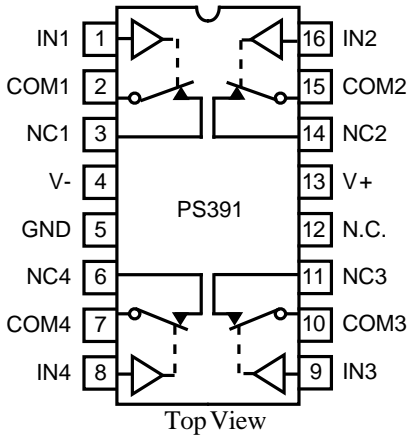 IN1 1 16 IN2
COM1 2 15 COM2
NC1 3 14 NC2
V- 4 13 V+
PS391
GND 5 12 N.C.
NC4 6 11 NC3
COM4 7 10 COM3
IN4 8 9 IN3
Top View